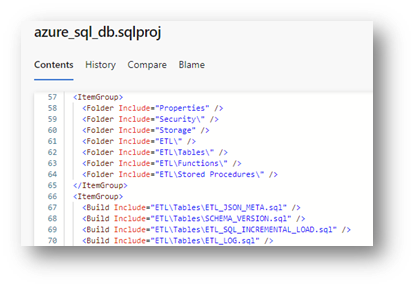 azure_sql_db.sqlproj
Contents History Compare Blame
57 <ItemGroup>
58 <Folder Include="Properties" />
59 <Folder Include="Security\" />
60 <Folder Include="Storage" />
61 <Folder Include="ETL\" />
62 <Folder Include="ETL\Tables\" />
63 <Folder Include="ETL\Functions\" />
64 <Folder Include="ETL\Stored Procedures\" />
65 </ItemGroup>
66 <ItemGroup>
67 <Build Include="ETL\Tables\ETL_JSON_META.sql" />
68 <Build Include="ETL\Tables\SCHEMA_VERSION.sql" />
69 <Build Include="ETL\Tables\ETL_SQL_INCREMENTAL_LOAD.sql" />
70 <Build Include="ETL\Tables\ETL_LOG.sql" />